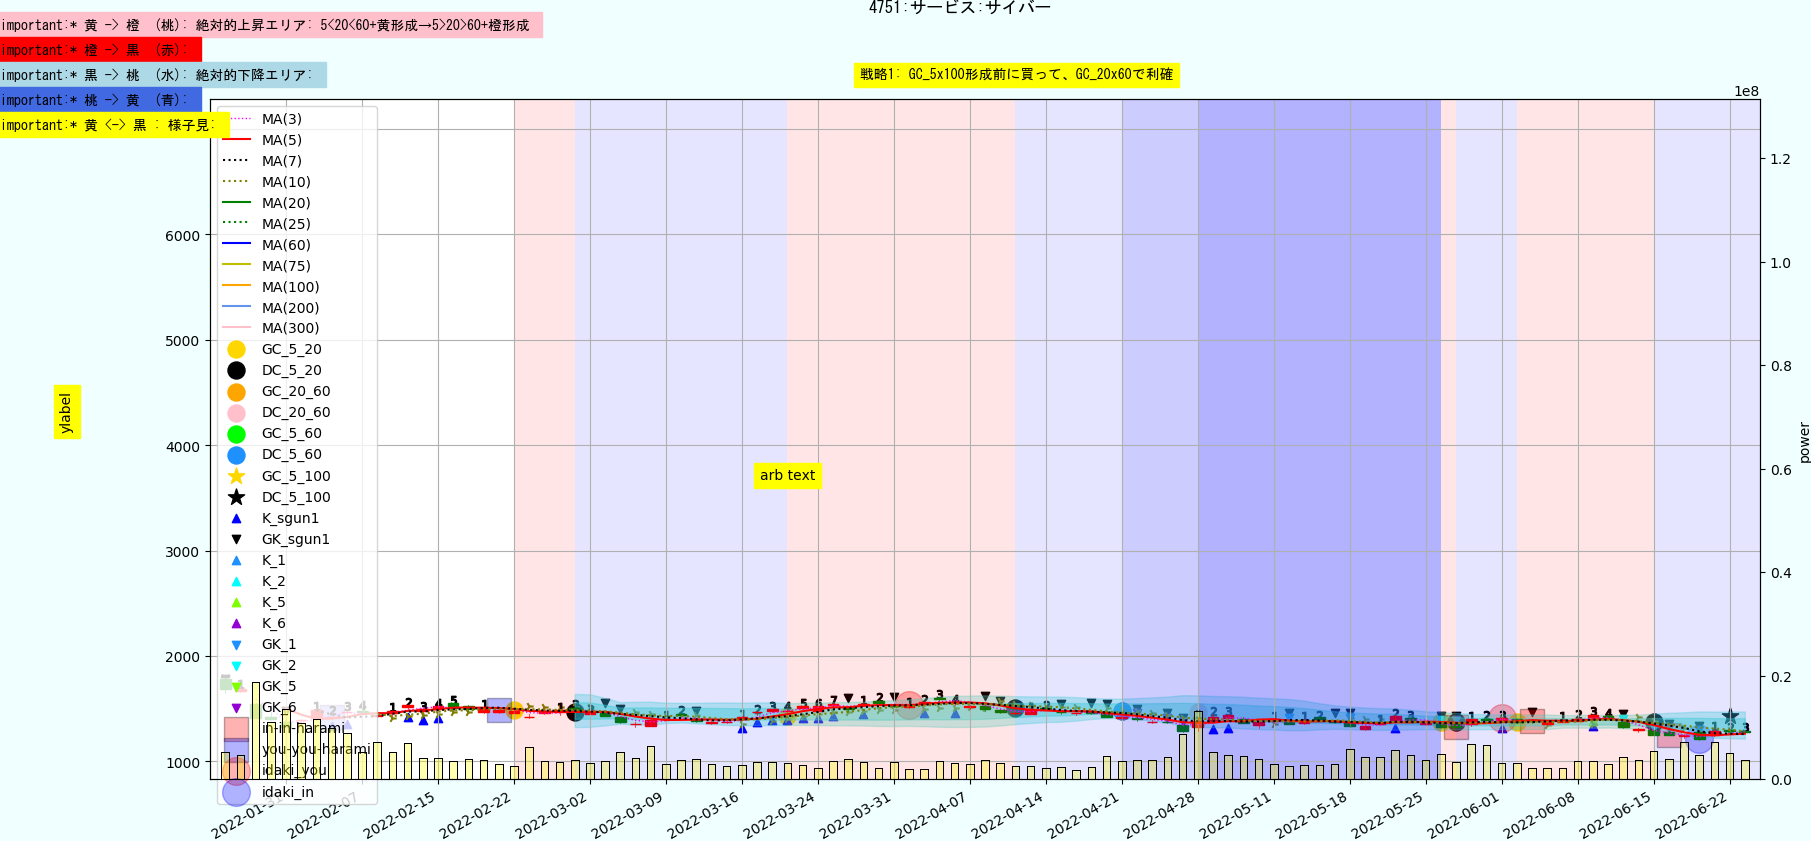 4751:サービス:サイバー
important:* 黄 -> 橙 (桃): 絶対的上昇エリア: 5<20<60+黄形成→5>20>60+橙形成
important:* 橙 -> 黒 (赤):
important:* 黒 -> 桃 (水): 絶対的下降エリア:
important:* 桃 -> 黄 (青):
important:* 黄 <-> 黒 : 様子見:
戦略1: GC_5x100形成前に買って、GC_20x60で利確
1e8
MA(3)
MA(5)
MA(7)
MA(10)
MA(20)
MA(25)
MA(60)
MA(75)
MA(100)
MA(200)
MA(300)
GC_5_20
DC_5_20
GC_20_60
DC_20_60
GC_5_60
DC_5_60
GC_5_100
DC_5_100
K_sgun1
GK_sgun1
K_1
K_2
K_5
K_6
GK_1
GK_2
GK_5
GK_6
in-in-harami
you-you-harami
idaki_you
idaki_in
6000
5000
4000
3000
2000
1000
ylabel
arb text
1.2
1.0
0.8
0.6
0.4
0.2
0.0
power
2022-01-31
2022-02-07
2022-02-15
2022-02-22
2022-03-02
2022-03-09
2022-03-16
2022-03-24
2022-03-31
2022-04-07
2022-04-14
2022-04-21
2022-04-28
2022-05-11
2022-05-18
2022-05-25
2022-06-01
2022-06-08
2022-06-15
2022-06-22